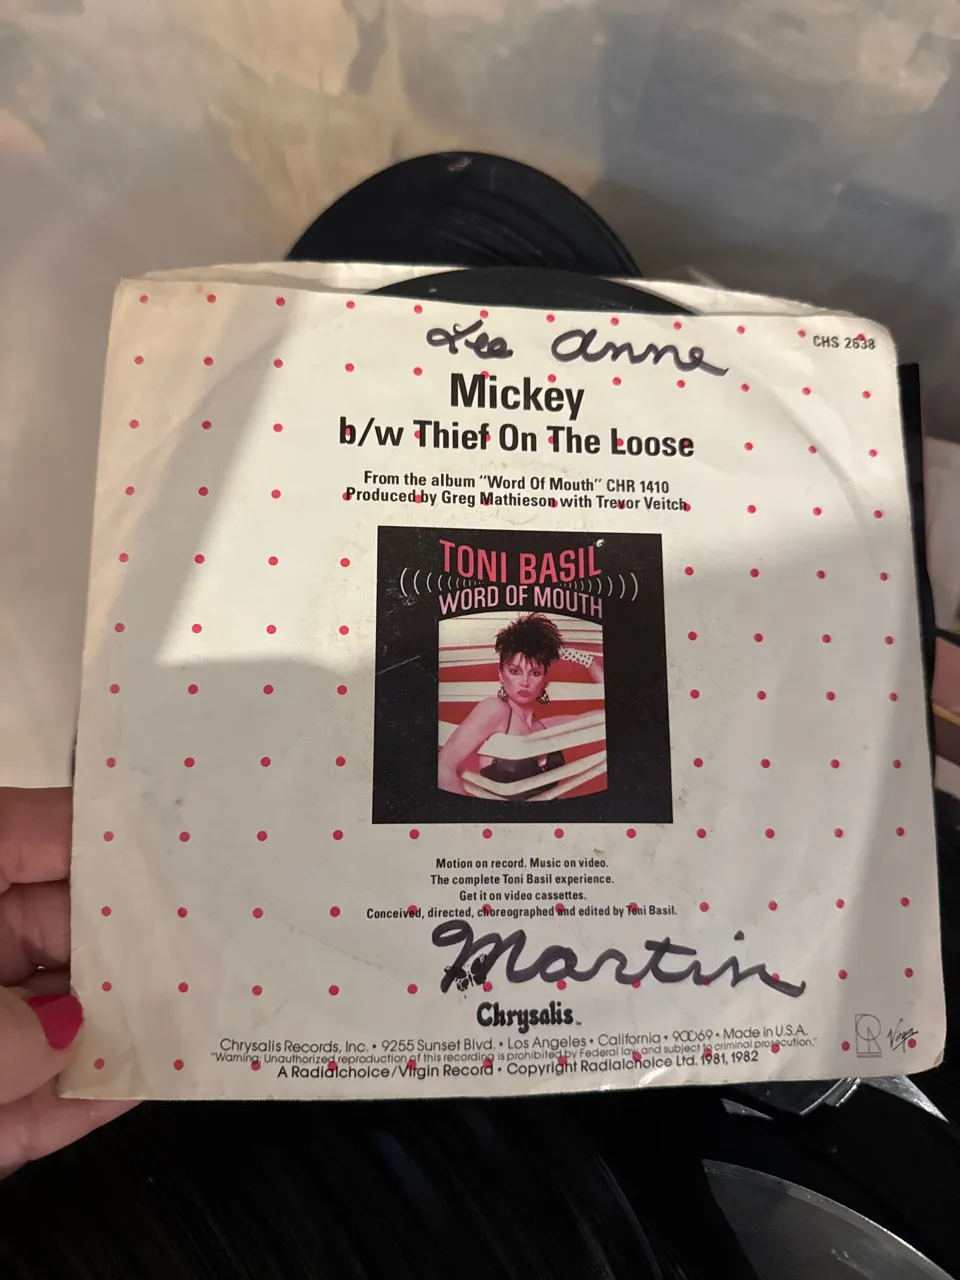 CHS 2638
Lee Anne
Mickey
b/w Thief On The Loose
From the album "Word Of Mouth" CHR 1410
Produced by Greg Mathieson with Trevor Veitch
TONI BASIL
((((((((((( )))))))))))
WORD OF MOUTH
Motion on record. Music on video.
The complete Toni Basil experience.
Get it on video cassettes.
Conceived, directed, choreographed and edited by Toni Basil.
Martin
Chrysalis™
Chrysalis Records, Inc. • 9255 Sunset Blvd. • Los Angeles • California • 90069 • Made in U.S.A.
"Warning: Unauthorized reproduction of this recording is prohibited by Federal law and subject to criminal prosecution."
A Radialchoice/Virgin Record • Copyright Radialchoice Ltd. 1981, 1982
Virgin